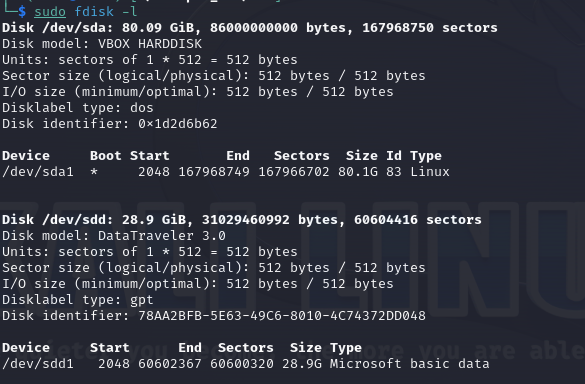 └─$ sudo fdisk -l
Disk /dev/sda: 80.09 GiB, 86000000000 bytes, 167968750 sectors
Disk model: VBOX HARDDISK
Units: sectors of 1 * 512 = 512 bytes
Sector size (logical/physical): 512 bytes / 512 bytes
I/O size (minimum/optimal): 512 bytes / 512 bytes
Disklabel type: dos
Disk identifier: 0×1d2d6b62
Device     Boot Start       End   Sectors  Size Id Type
/dev/sda1  *     2048 167968749 167966702 80.1G 83 Linux
Disk /dev/sdd: 28.9 GiB, 31029460992 bytes, 60604416 sectors
Disk model: DataTraveler 3.0
Units: sectors of 1 * 512 = 512 bytes
Sector size (logical/physical): 512 bytes / 512 bytes
I/O size (minimum/optimal): 512 bytes / 512 bytes
Disklabel type: gpt
Disk identifier: 78AA2BFB-5E63-49C6-8010-4C74372DD048
Device     Start      End  Sectors  Size Type
/dev/sdd1   2048 60602367 60600320 28.9G Microsoft basic data